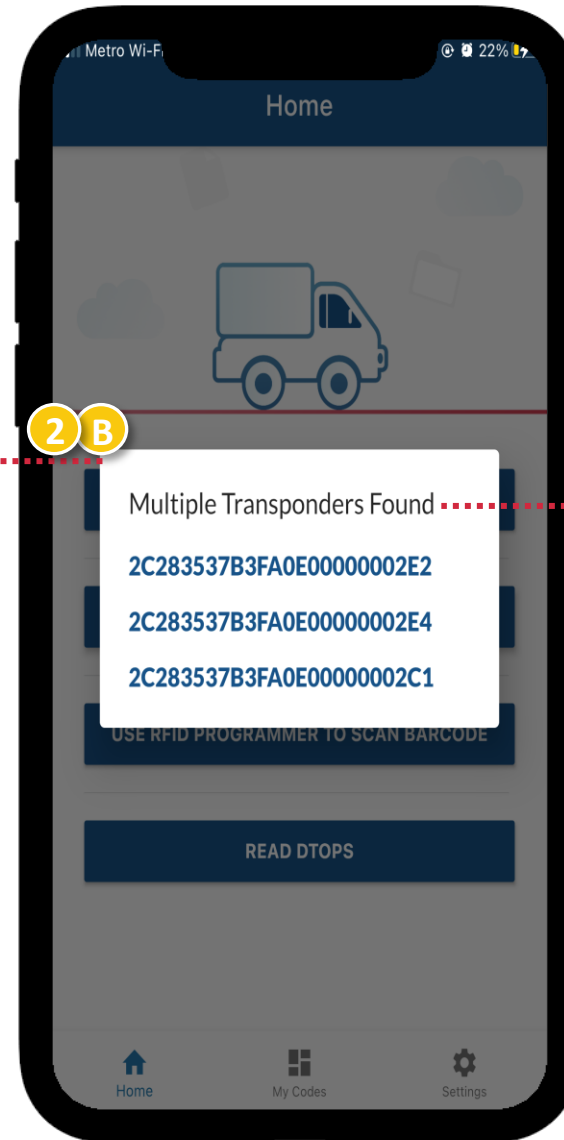 Metro Wi-Fi 22%
Home
2 B
Multiple Transponders Found
2C283537B3FA0E00000002E2
2C283537B3FA0E00000002E4
2C283537B3FA0E00000002C1
USE RFID PROGRAMMER TO SCAN BARCODE
READ DTOPS
Home My Codes Settings